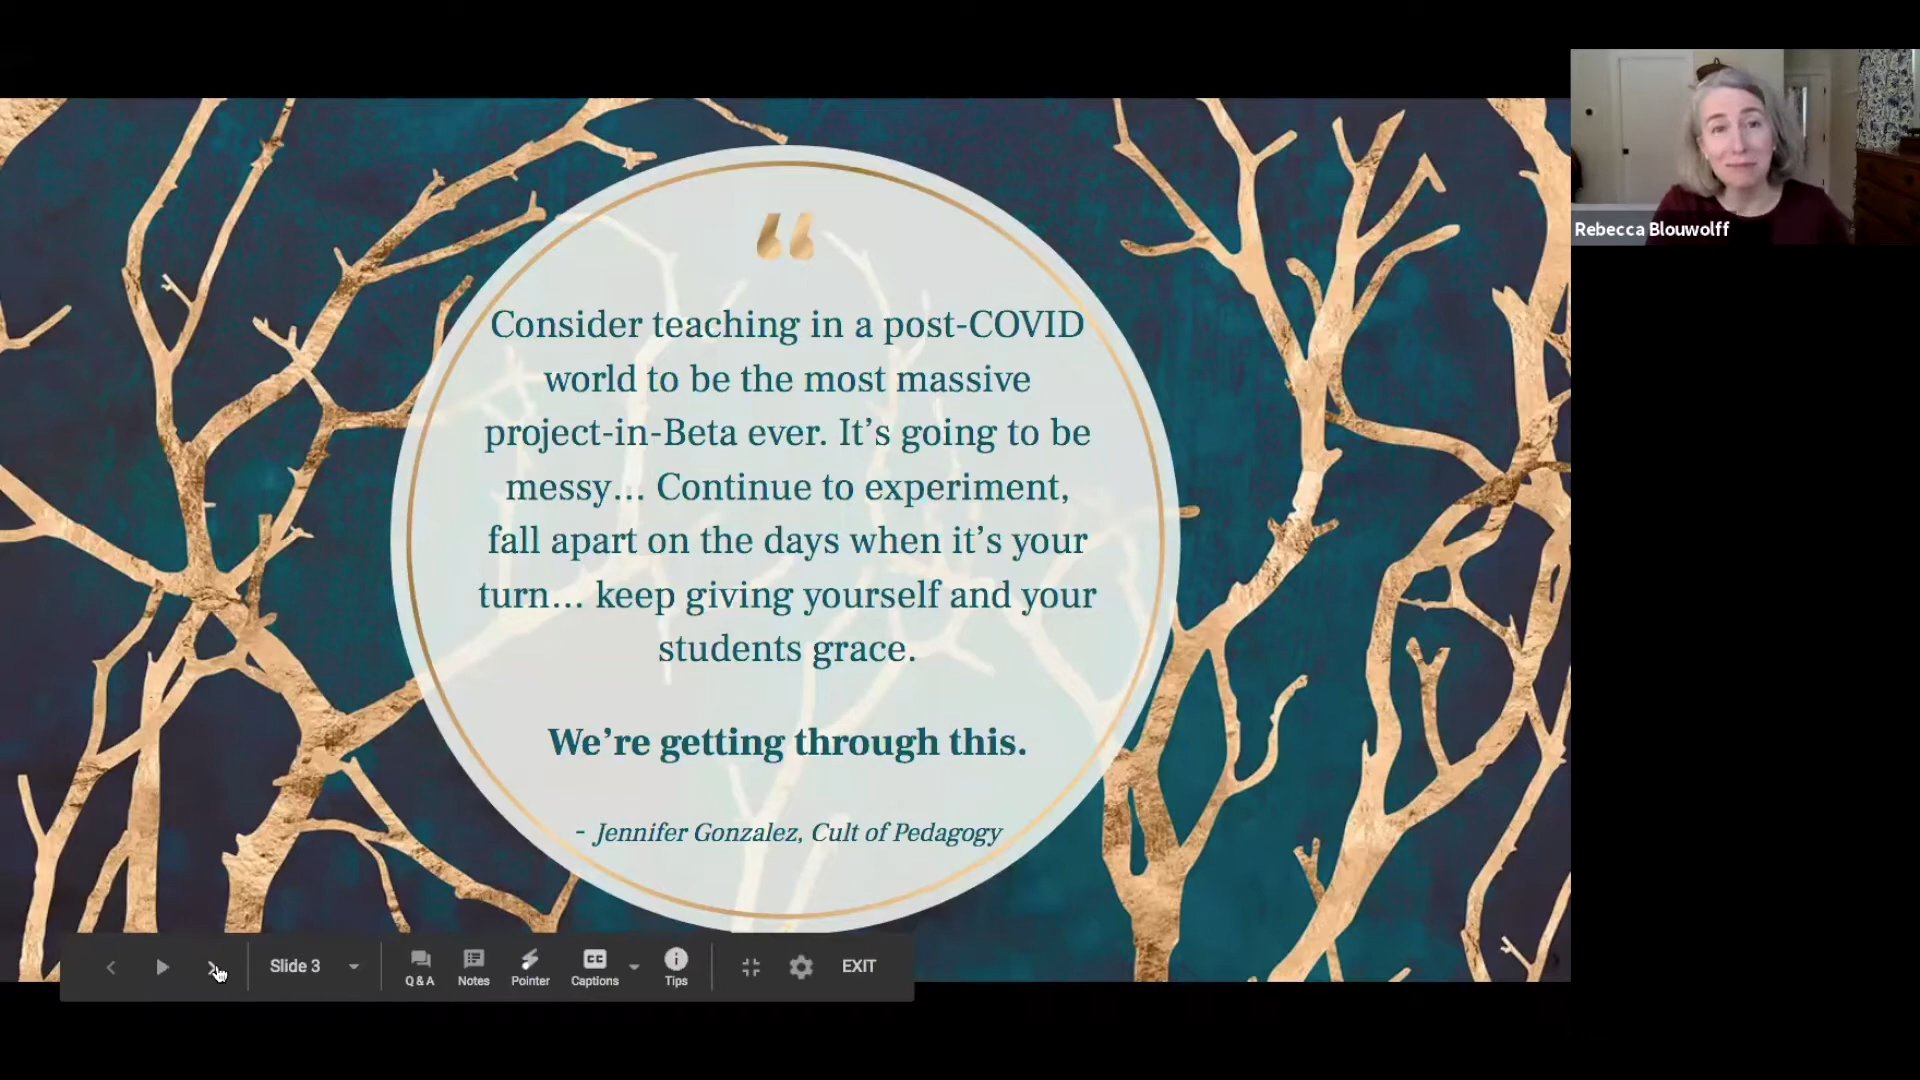 “
Consider teaching in a post-COVID
world to be the most massive
project-in-Beta ever. It’s going to be
messy… Continue to experiment,
fall apart on the days when it’s your
turn… keep giving yourself and your
students grace.
We’re getting through this.
- Jennifer Gonzalez, Cult of Pedagogy
Rebecca Blouwolff
Slide 3
Q & A
Notes
Pointer
CC
Captions
Tips
EXIT